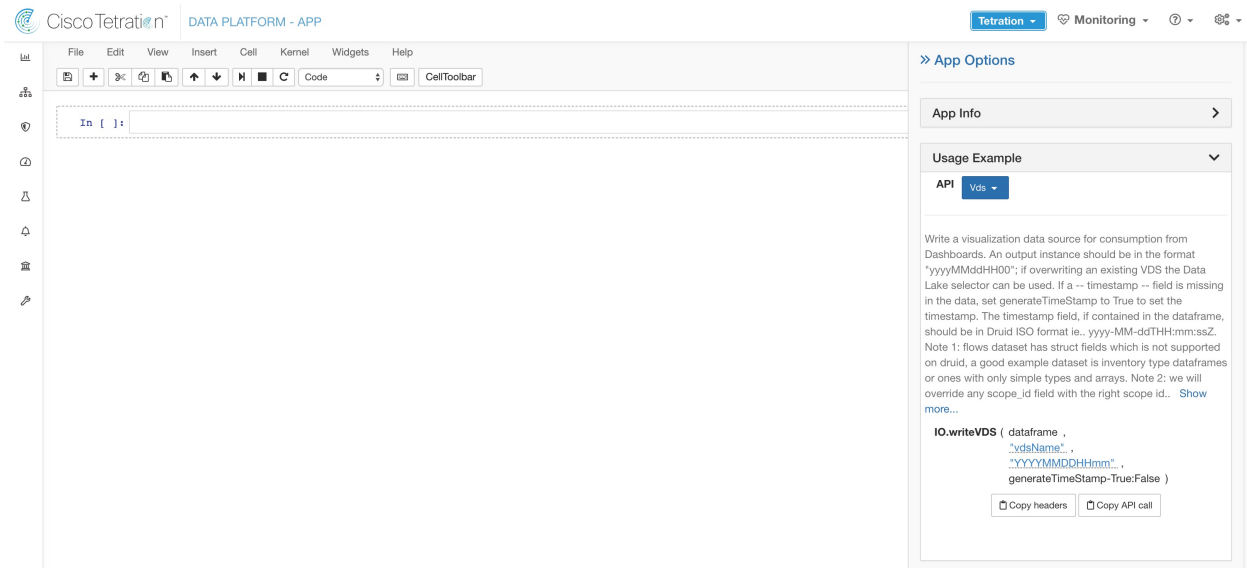 Cisco Tetration™ DATA PLATFORM - APP Tetration Monitoring
File Edit View Insert Cell Kernel Widgets Help
Code CellToolbar
In [ ]:
» App Options
App Info
Usage Example
API Vds
Write a visualization data source for consumption from
Dashboards. An output instance should be in the format
"yyyyMMddHH00"; if overwriting an existing VDS the Data
Lake selector can be used. If a -- timestamp -- field is missing
in the data, set generateTimeStamp to True to set the
timestamp. The timestamp field, if contained in the dataframe,
should be in Druid ISO format ie.. yyyy-MM-ddTHH:mm:ssZ.
Note 1: flows dataset has struct fields which is not supported
on druid, a good example dataset is inventory type dataframes
or ones with only simple types and arrays. Note 2: we will
override any scope_id field with the right scope id.. Show
more...
IO.writeVDS ( dataframe ,
"vdsName" ,
"YYYYMMDDHHmm" ,
generateTimeStamp-True:False )
Copy headers Copy API call